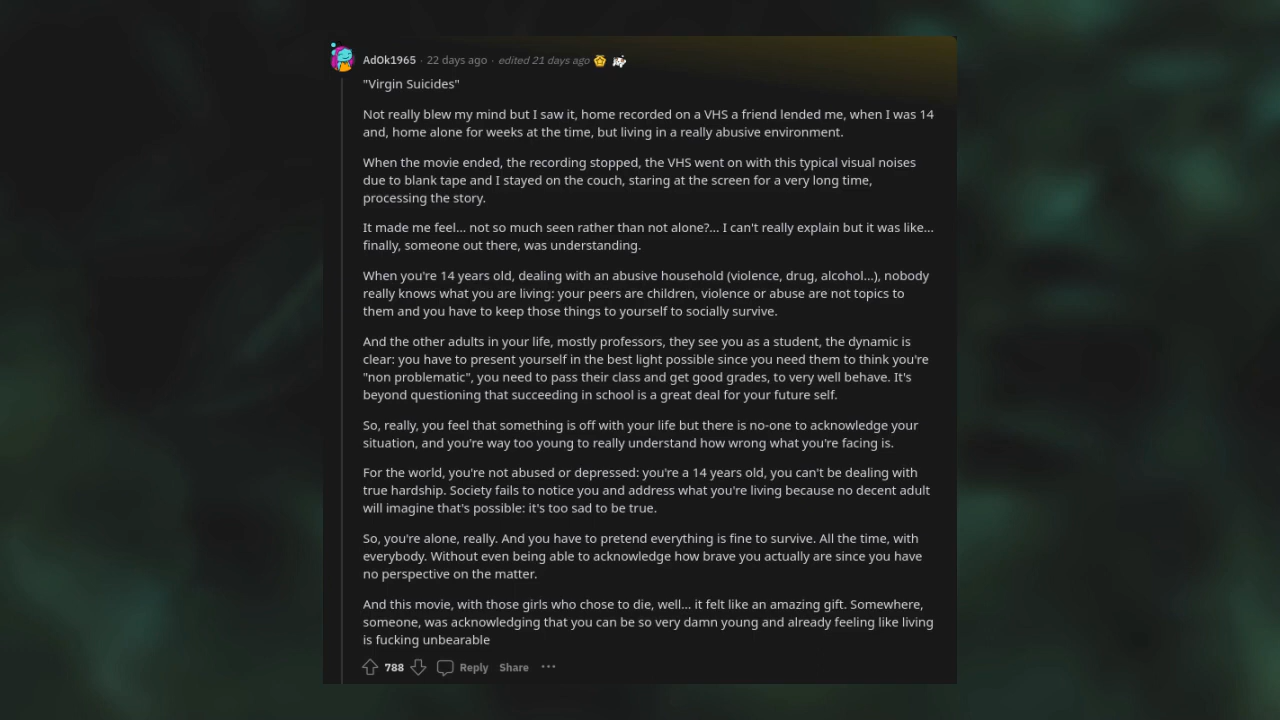 AdOk1965 · 22 days ago · edited 21 days ago
"Virgin Suicides"
Not really blew my mind but I saw it, home recorded on a VHS a friend lended me, when I was 14
and, home alone for weeks at the time, but living in a really abusive environment.
When the movie ended, the recording stopped, the VHS went on with this typical visual noises
due to blank tape and I stayed on the couch, staring at the screen for a very long time,
processing the story.
It made me feel... not so much seen rather than not alone?... I can't really explain but it was like...
finally, someone out there, was understanding.
When you're 14 years old, dealing with an abusive household (violence, drug, alcohol...), nobody
really knows what you are living: your peers are children, violence or abuse are not topics to
them and you have to keep those things to yourself to socially survive.
And the other adults in your life, mostly professors, they see you as a student, the dynamic is
clear: you have to present yourself in the best light possible since you need them to think you're
"non problematic", you need to pass their class and get good grades, to very well behave. It's
beyond questioning that succeeding in school is a great deal for your future self.
So, really, you feel that something is off with your life but there is no-one to acknowledge your
situation, and you're way too young to really understand how wrong what you're facing is.
For the world, you're not abused or depressed: you're a 14 years old, you can't be dealing with
true hardship. Society fails to notice you and address what you're living because no decent adult
will imagine that's possible: it's too sad to be true.
So, you're alone, really. And you have to pretend everything is fine to survive. All the time, with
everybody. Without even being able to acknowledge how brave you actually are since you have
no perspective on the matter.
And this movie, with those girls who chose to die, well... it felt like an amazing gift. Somewhere,
someone, was acknowledging that you can be so very damn young and already feeling like living
is fucking unbearable
788 Reply Share ···